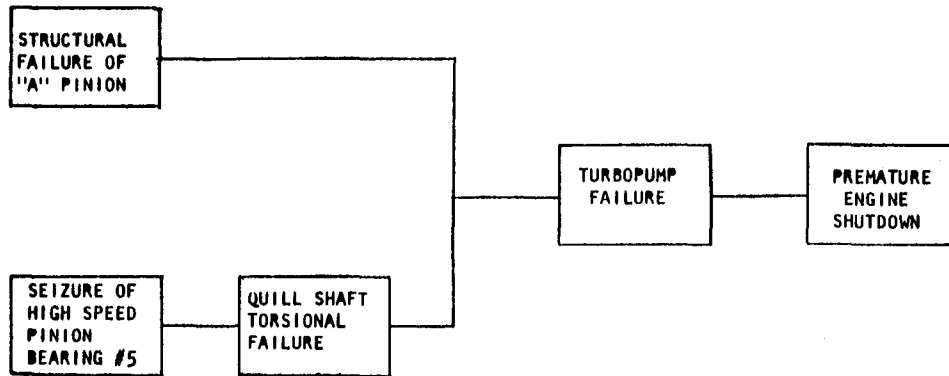 STRUCTURAL
FAILURE OF
"A" PINION
TURBOPUMP
FAILURE
PREMATURE
ENGINE
SHUTDOWN
SEIZURE OF
HIGH SPEED
PINION
BEARING #5
QUILL SHAFT
TORSIONAL
FAILURE